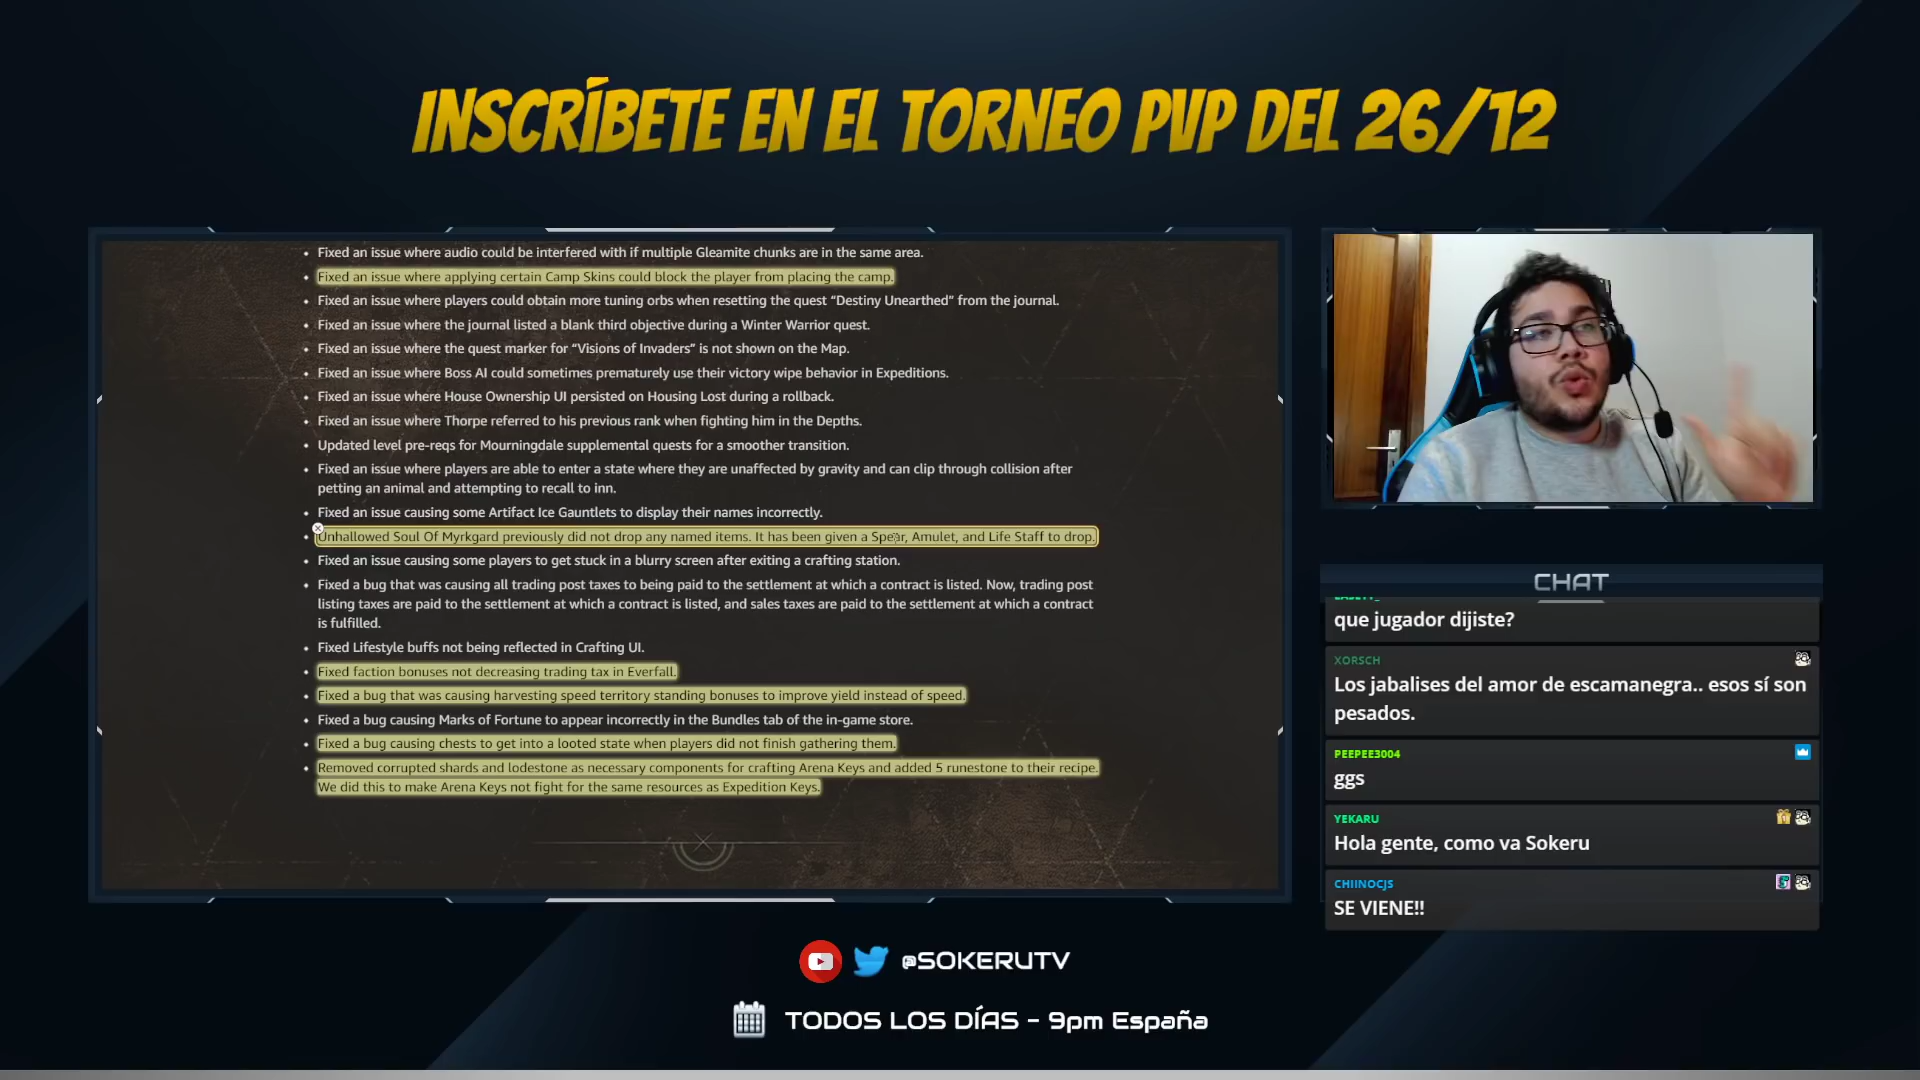 INSCRÍBETE EN EL TORNEO PVP DEL 26/12
Fixed an issue where audio could be interfered with if multiple Gleamite chunks are in the same area.
Fixed an issue where applying certain Camp Skins could block the player from placing the camp.
Fixed an issue where players could obtain more tuning orbs when resetting the quest “Destiny Unearthed” from the journal.
Fixed an issue where the journal listed a blank third objective during a Winter Warrior quest.
Fixed an issue where the quest marker for “Visions of Invaders” is not shown on the Map.
Fixed an issue where Boss AI could sometimes prematurely use their victory wipe behavior in Expeditions.
Fixed an issue where House Ownership UI persisted on Housing Lost during a rollback.
Fixed an issue where Thorpe referred to his previous rank when fighting him in the Depths.
Updated level pre-reqs for Mourningdale supplemental quests for a smoother transition.
Fixed an issue where players are able to enter a state where they are unaffected by gravity and can clip through collision after
petting an animal and attempting to recall to inn.
Fixed an issue causing some Artifact Ice Gauntlets to display their names incorrectly.
Unhallowed Soul Of Myrkgard previously did not drop any named items. It has been given a Spear, Amulet, and Life Staff to drop.
Fixed an issue causing some players to get stuck in a blurry screen after exiting a crafting station.
Fixed a bug that was causing all trading post taxes to being paid to the settlement at which a contract is listed. Now, trading post
listing taxes are paid to the settlement at which a contract is listed, and sales taxes are paid to the settlement at which a contract
is fulfilled.
Fixed Lifestyle buffs not being reflected in Crafting UI.
Fixed faction bonuses not decreasing trading tax in Everfall.
Fixed a bug that was causing harvesting speed territory standing bonuses to improve yield instead of speed.
Fixed a bug causing Marks of Fortune to appear incorrectly in the Bundles tab of the in-game store.
Fixed a bug causing chests to get into a looted state when players did not finish gathering them.
Removed corrupted shards and lodestone as necessary components for crafting Arena Keys and added 5 runestone to their recipe.
We did this to make Arena Keys not fight for the same resources as Expedition Keys.
CHAT
que jugador dijiste?
XORSCH
Los jabalises del amor de escamanegra.. esos sí son
pesados.
PEEPEE3004
ggs
YEKARU
Hola gente, como va Sokeru
CHIINOCJS
SE VIENE!!
@SOKERUTV
TODOS LOS DÍAS - 9pm España